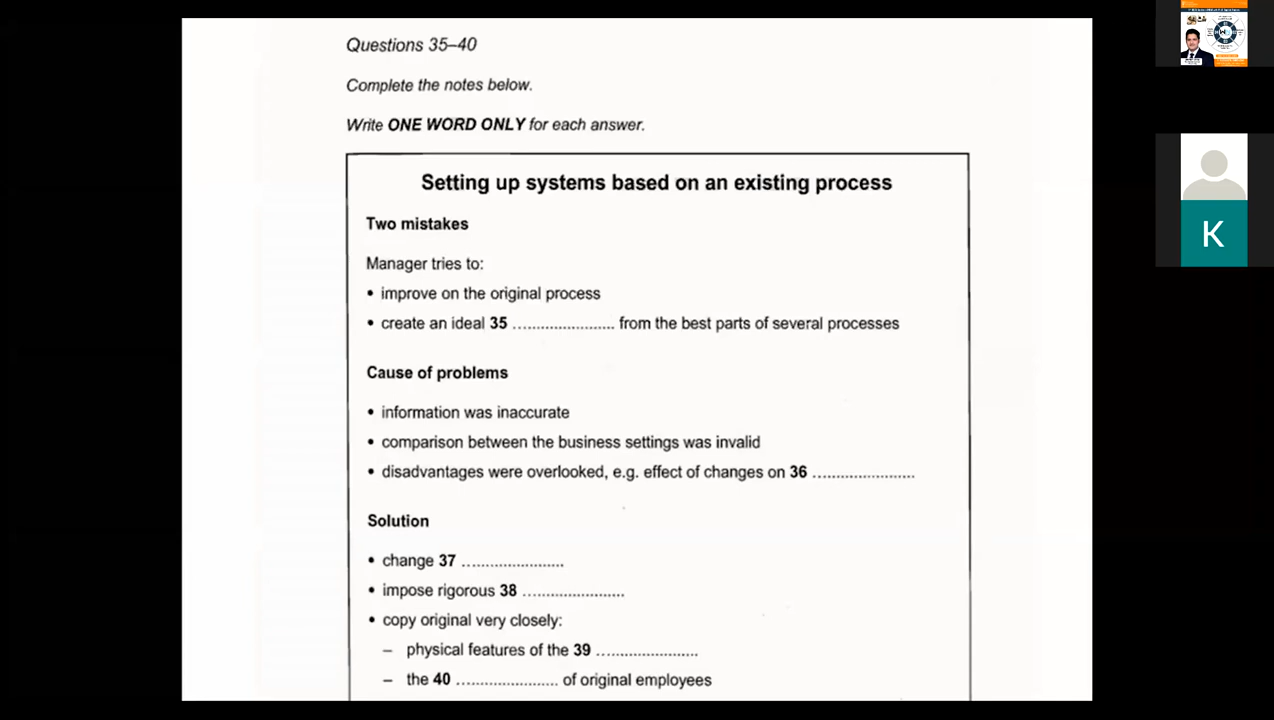 Questions 35–40
Complete the notes below.
Write ONE WORD ONLY for each answer.
Setting up systems based on an existing process
Two mistakes
Manager tries to:
• improve on the original process
• create an ideal 35 ...................... from the best parts of several processes
Cause of problems
• information was inaccurate
• comparison between the business settings was invalid
• disadvantages were overlooked, e.g. effect of changes on 36 ......................
Solution
• change 37 ......................
• impose rigorous 38 ......................
• copy original very closely:
– physical features of the 39 ......................
– the 40 ...................... of original employees
K